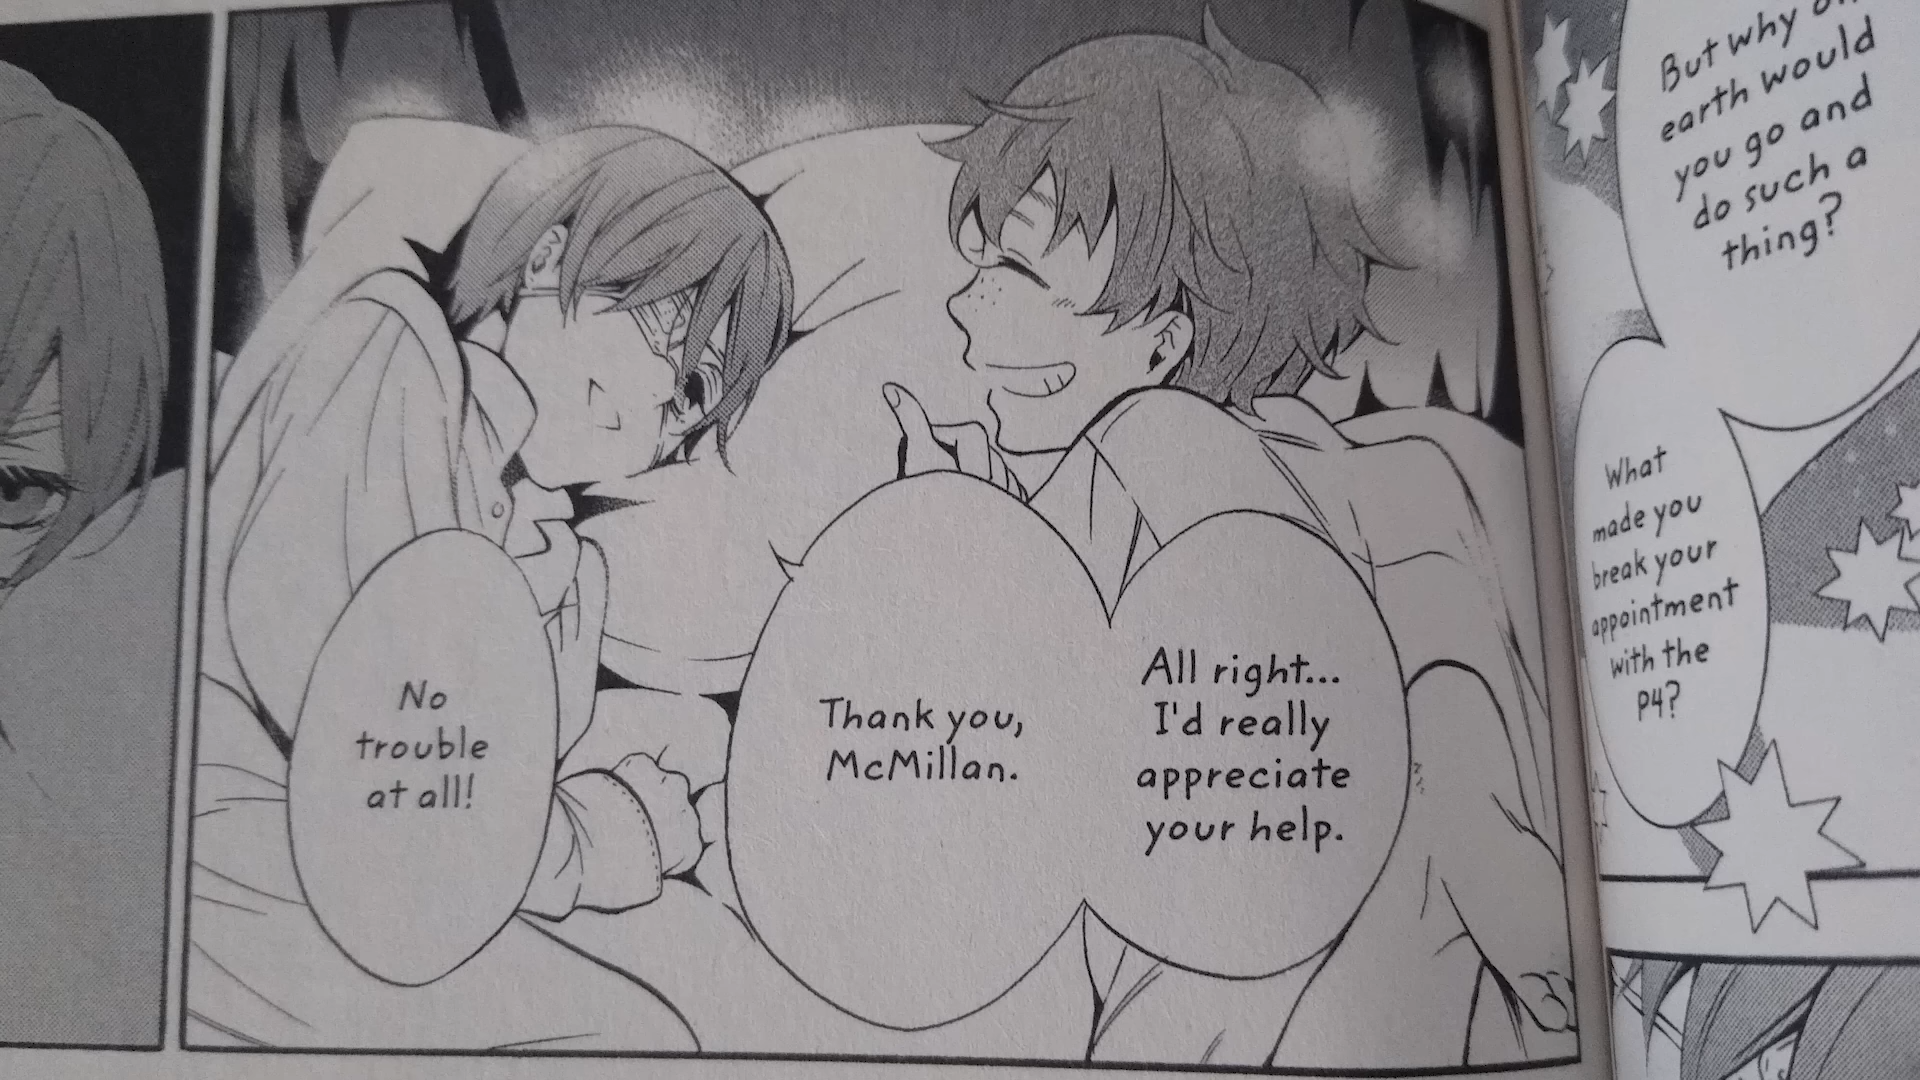 But why
earth would
you go and
do such a
thing?
What
made you
break your
appointment
with the
P4?
All right...
I'd really
appreciate
your help.
Thank you,
McMillan.
No
trouble
at all!